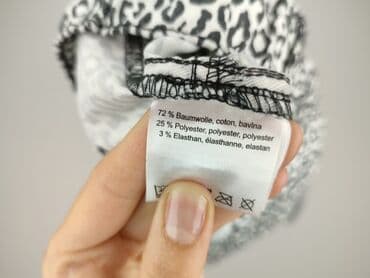 72 % Baumwolle, coton, bavlna
25 % Polyester, polyester, polyester
3 % Elasthan, élasthanne, elastan